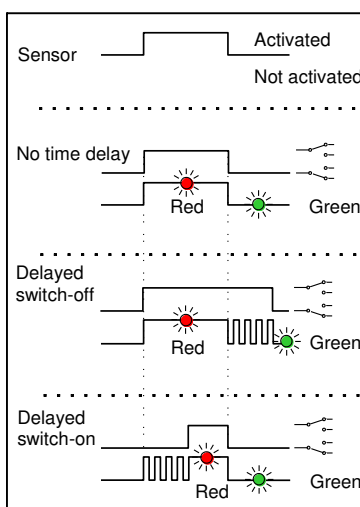 Activated
Sensor
Not activated
No time delay
Red
Green
Delayed
switch-off
Red
Green
Delayed
switch-on
Green
Red